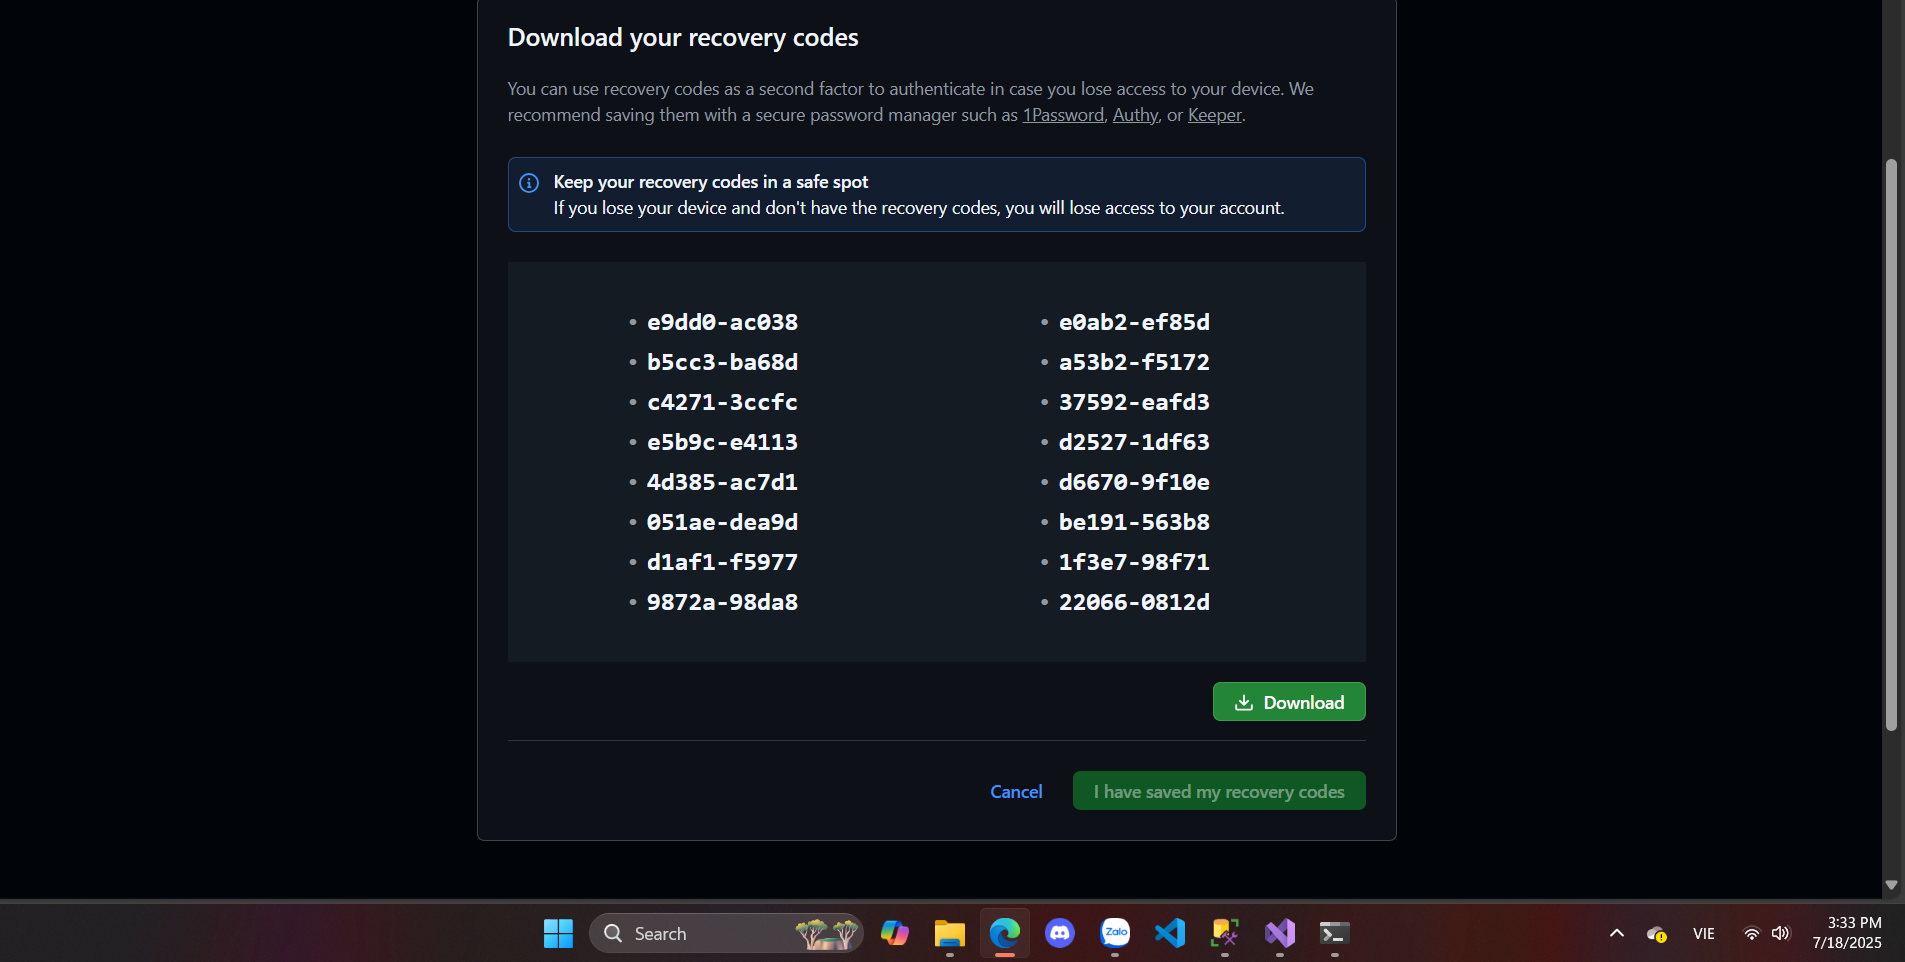 Download your recovery codes
You can use recovery codes as a second factor to authenticate in case you lose access to your device. We
recommend saving them with a secure password manager such as 1Password, Authy, or Keeper.
Keep your recovery codes in a safe spot
If you lose your device and don't have the recovery codes, you will lose access to your account.
• e9dd0-ac038
• b5cc3-ba68d
• c4271-3ccfc
• e5b9c-e4113
• 4d385-ac7d1
• 051ae-dea9d
• d1af1-f5977
• 9872a-98da8
• e0ab2-ef85d
• a53b2-f5172
• 37592-eafd3
• d2527-1df63
• d6670-9f10e
• be191-563b8
• 1f3e7-98f71
• 22066-0812d
Download
Cancel
I have saved my recovery codes
Search
Zalo
VIE
3:33 PM
7/18/2025